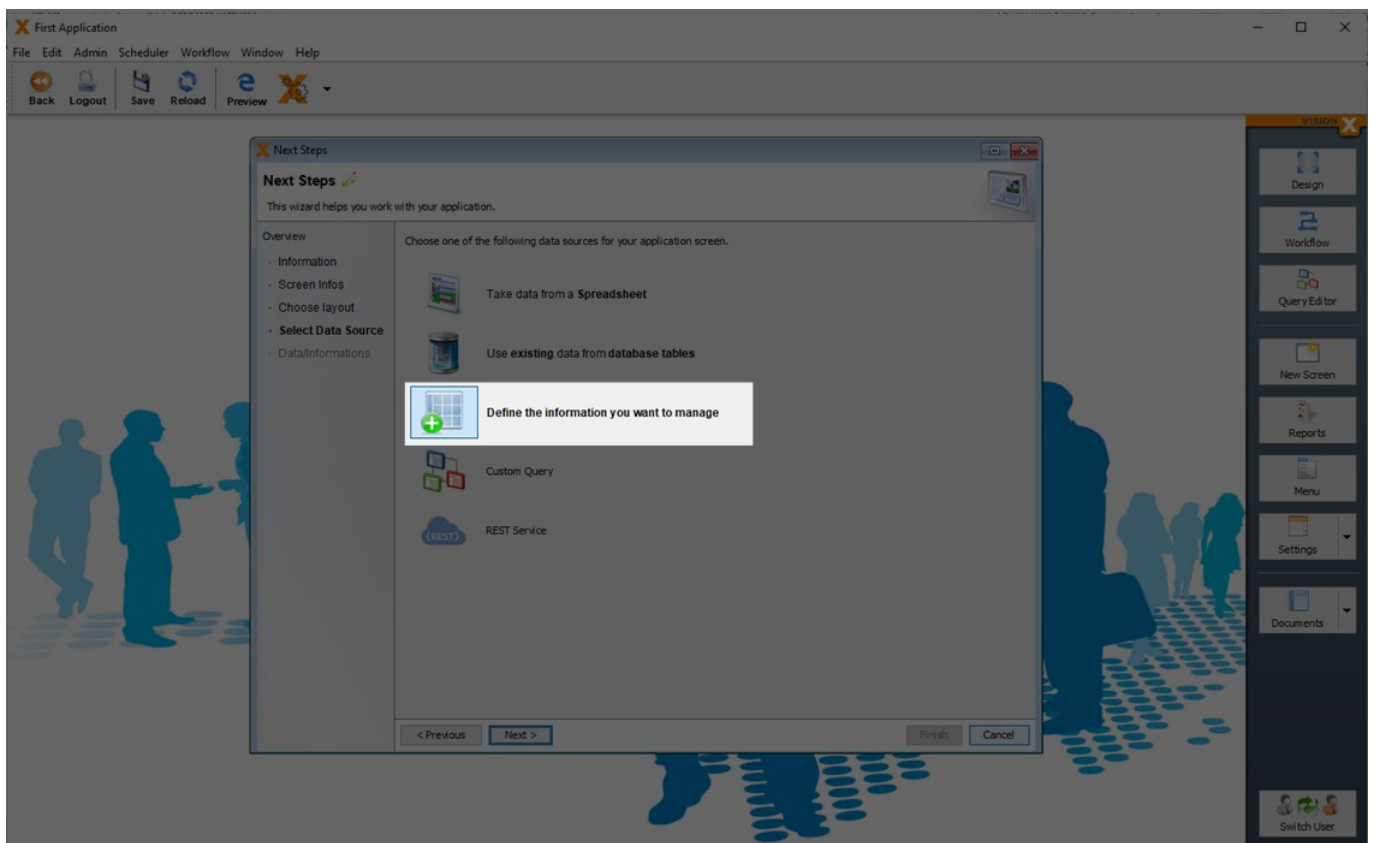 First Application
File Edit Admin Scheduler Workflow Window Help
Back Logout Save Reload Preview
VISION X
Next Steps
Next Steps
This wizard helps you work with your application.
Overview
· Information
· Screen Infos
· Choose layout
· Select Data Source
· Data/Informations
Choose one of the following data sources for your application screen.
Take data from a Spreadsheet
Use existing data from database tables
Define the information you want to manage
Custom Query
{REST}
REST Service
< Previous Next > Finish Cancel
Design
Workflow
Query Editor
New Screen
Reports
Menu
Settings
Documents
Switch User